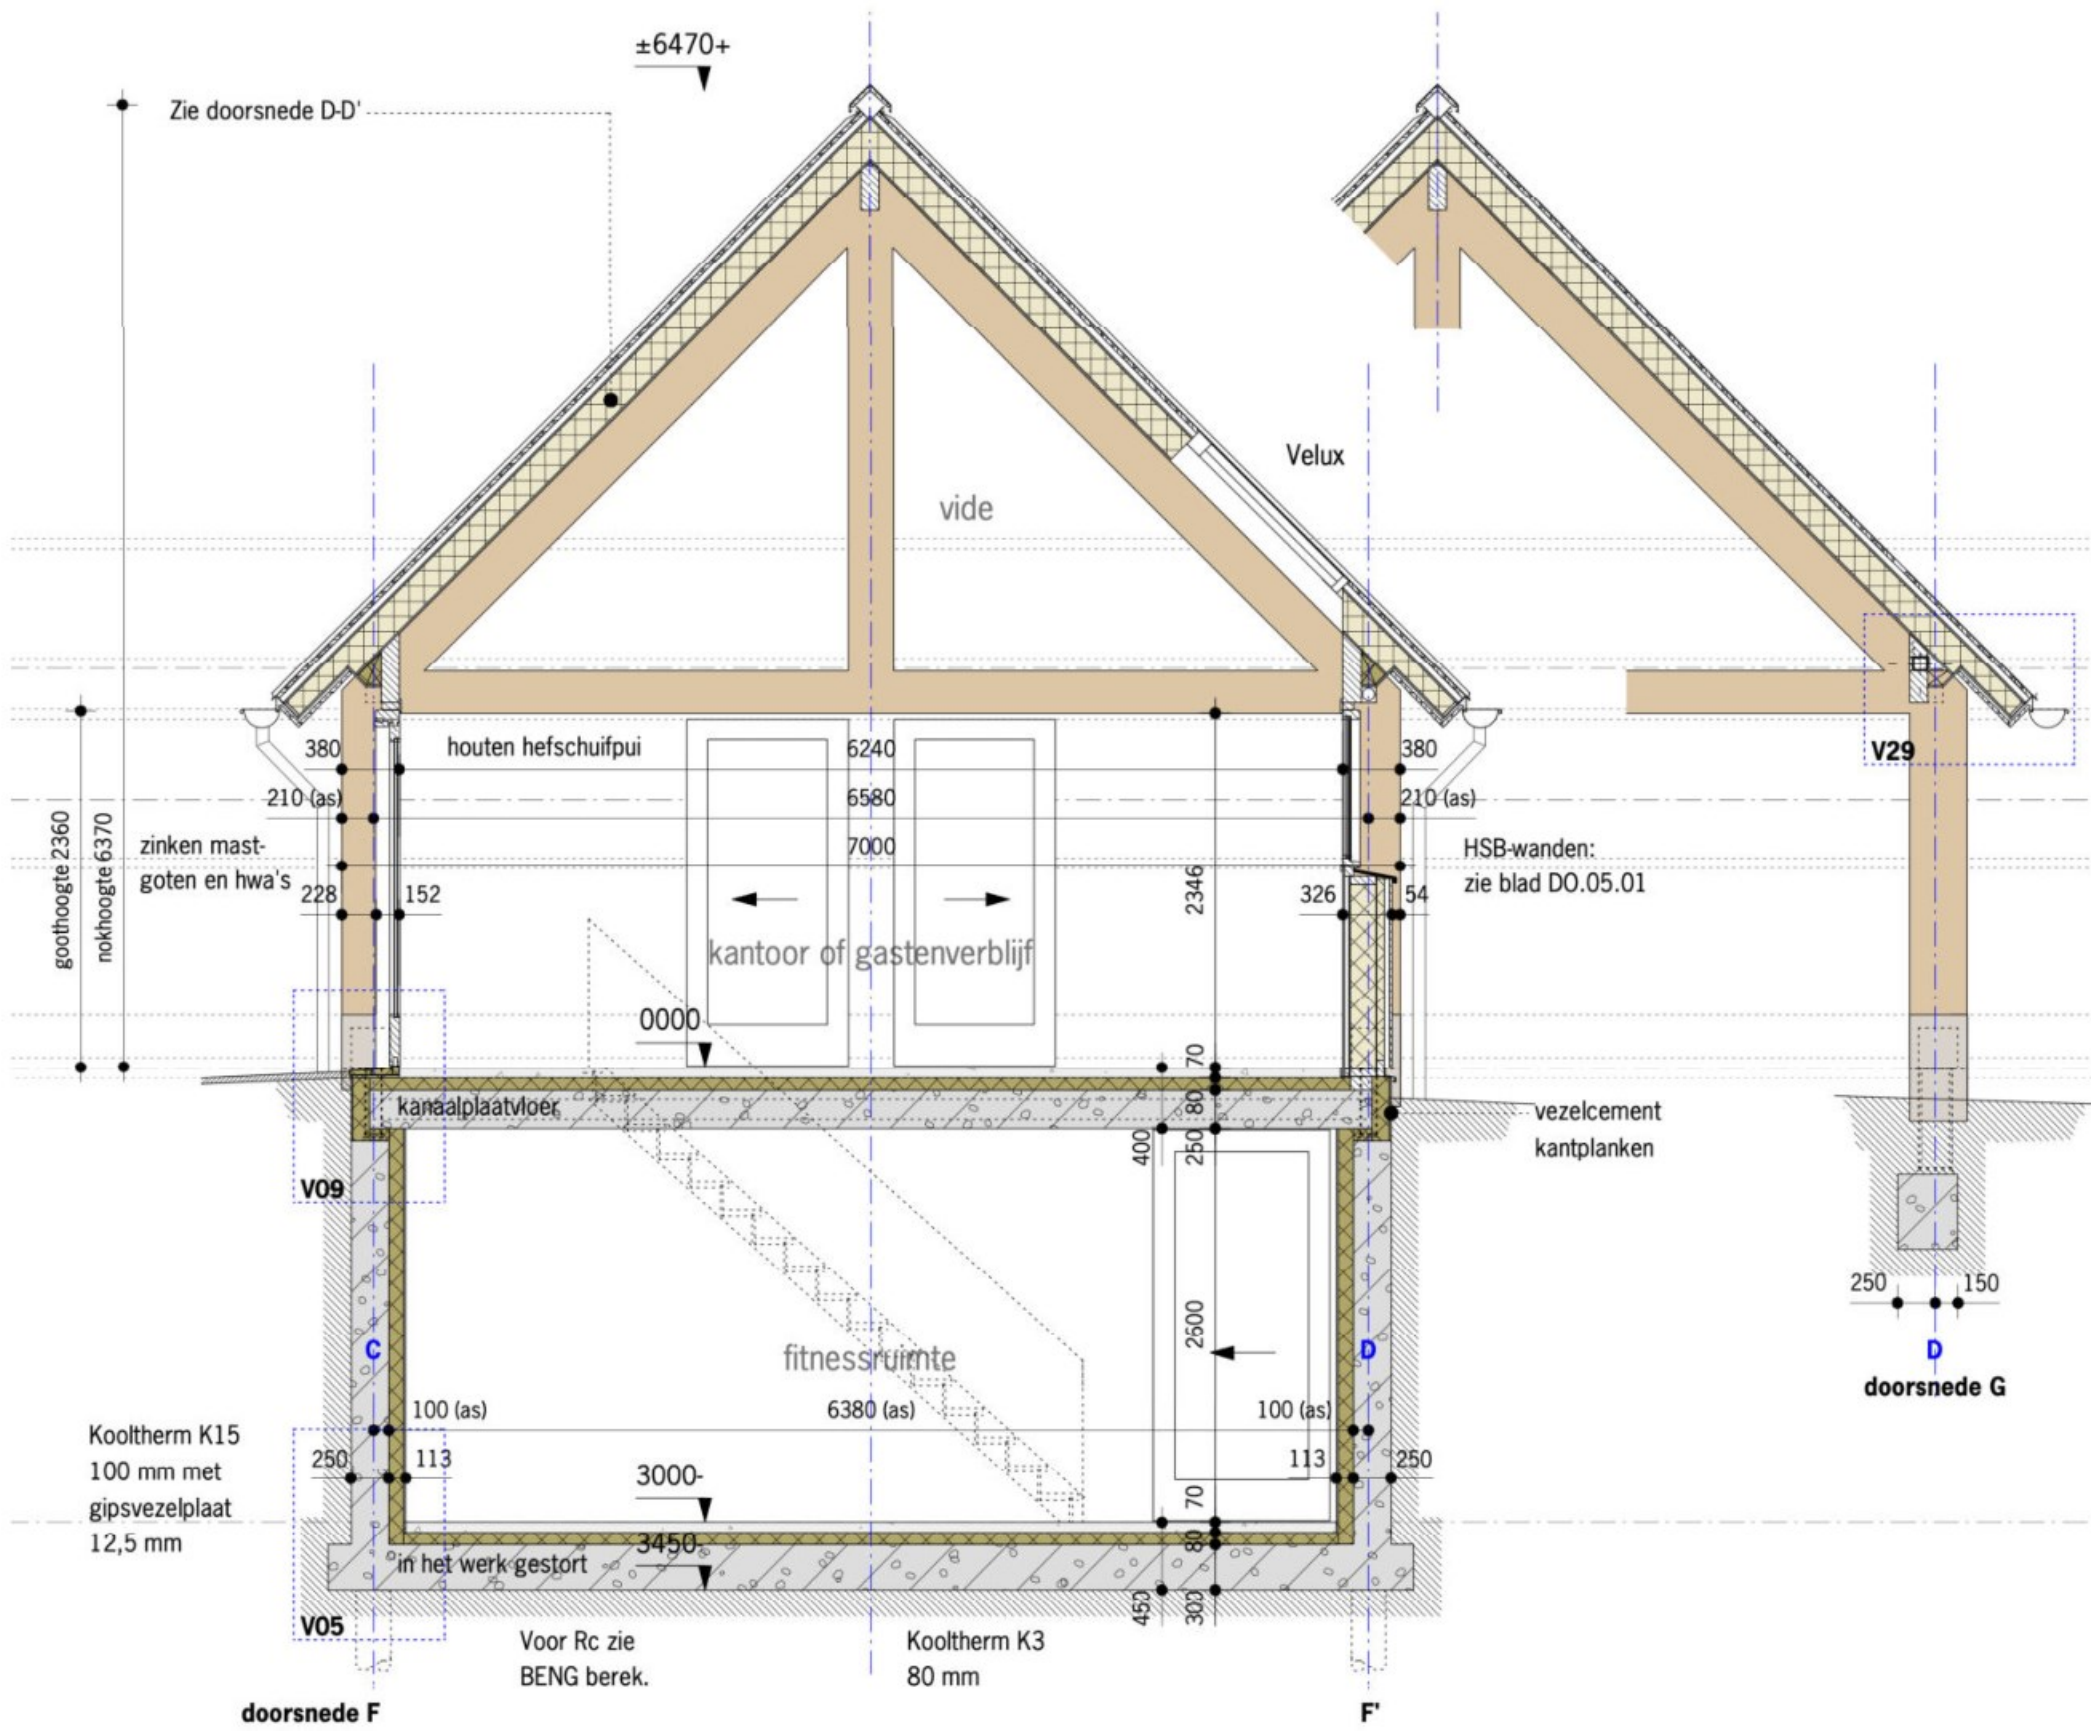 ±6470+
Zie doorsnede D-D'
Velux
vide
380
houten hefschuifpui
6240
380
V29
210 (as)
6580
210 (as)
goothoogte 2360
nokhoogte 6370
zinken mast-
goten en hwa's
7000
HSB-wanden:
zie blad DO.05.01
228
152
2346
326
54
kantoor of gastenverblijf
0000
70
kanaalplaatvloer
80
vezelcement
kantplanken
400
250
V09
250
150
2600
C
fitnessruimte
D
D
doorsnede G
100 (as)
6380 (as)
100 (as)
Kooltherm K15
100 mm met
gipsvezelplaat
12,5 mm
250
113
3000-
113
250
70
3450-
80
in het werk gestort
450
300
V05
Voor Rc zie
BENG berek.
Kooltherm K3
80 mm
doorsnede F
F'